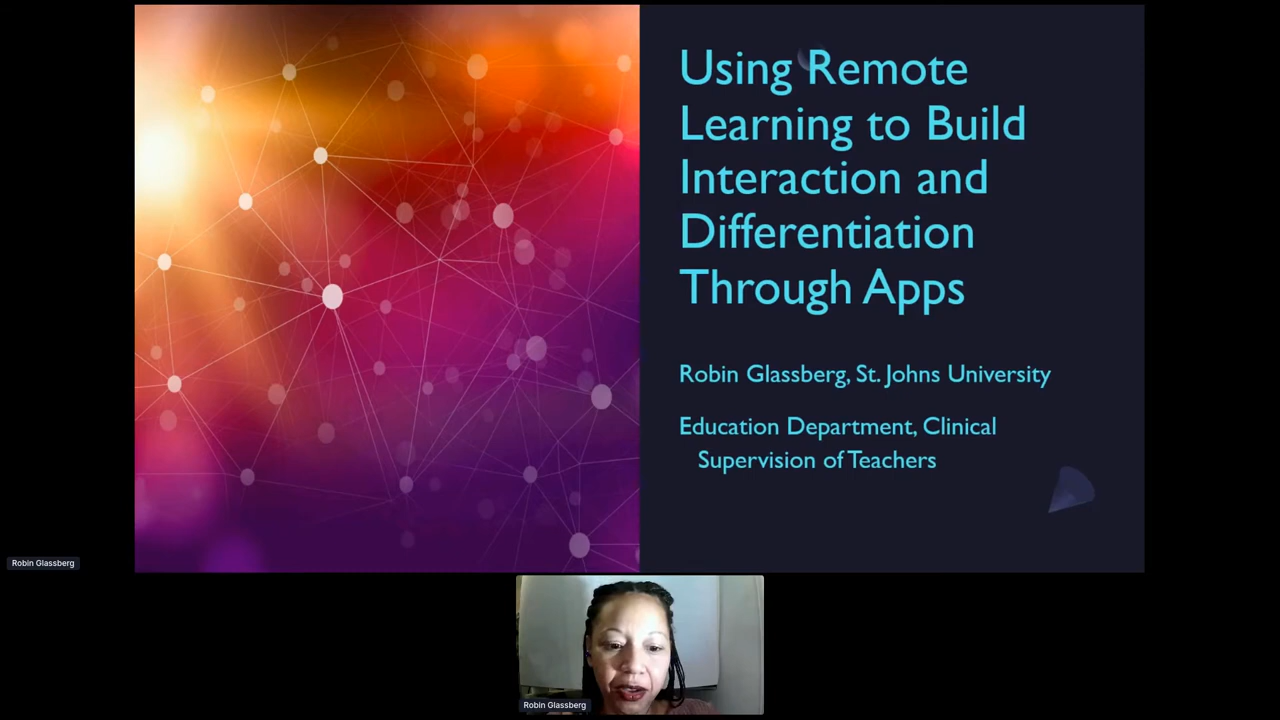 Using Remote
Learning to Build
Interaction and
Differentiation
Through Apps
Robin Glassberg, St. Johns University
Education Department, Clinical
Supervision of Teachers
Robin Glassberg
Robin Glassberg